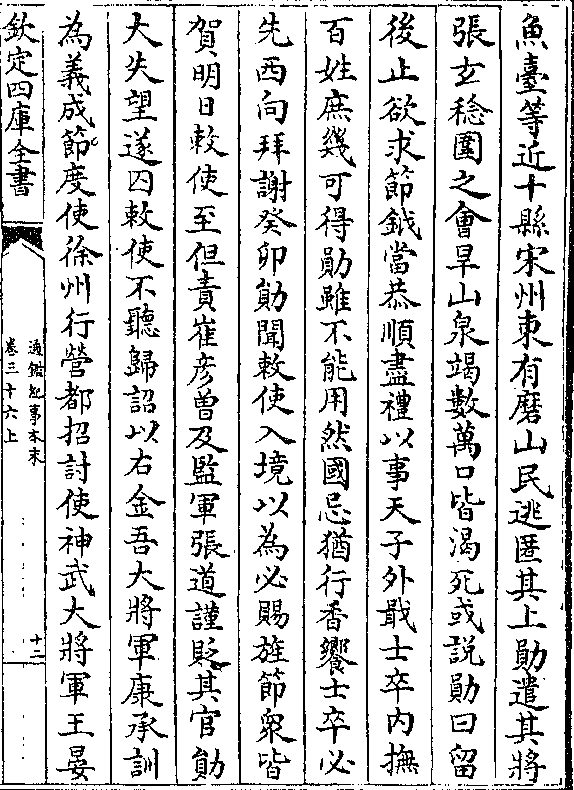 魚臺等近十縣宋州東有磨山民逃匿其上勛遣其將
張玄稔圍之會旱山泉竭數萬口皆渴死或説勛曰留
後止欲求節鉞當恭順盡禮以事天子外戢士卒内撫
百姓庶幾可得勛雖不能用然國忌猶行香饗士卒必
先西向拜謝癸卯勛聞敕使入境以為必賜旌節衆皆
賀明日敕使至但責崔彦曾及監軍張道謹貶其官勛
大失望遂囚敕使不聽歸詔以右金吾大將軍康承訓
為義成節度使徐州行營都招討使神武大將軍王晏
欽定四庫全書
通鑑紀事本末
卷三十六上
十二